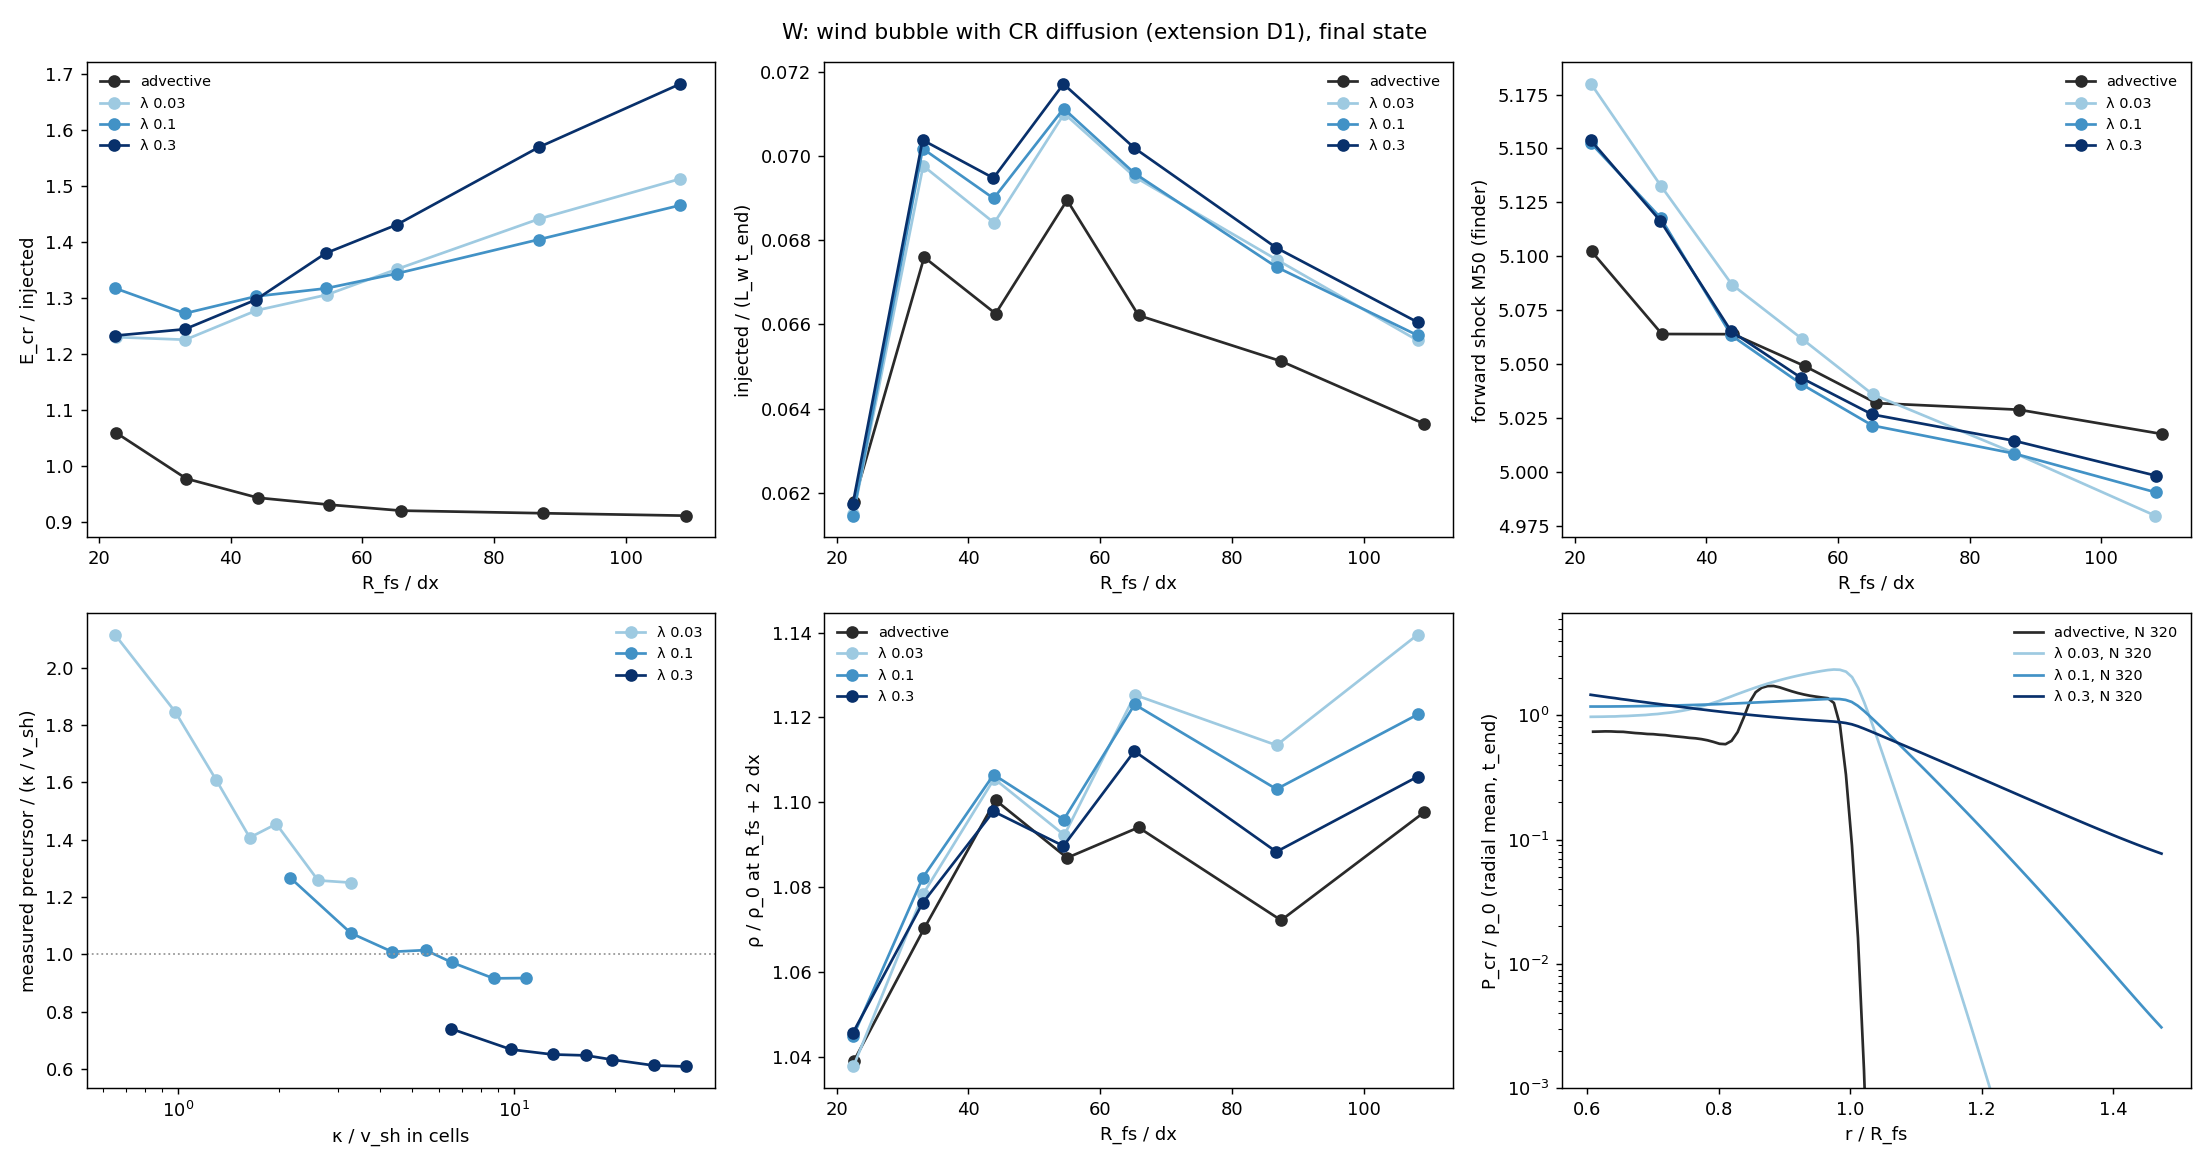 W: wind bubble with CR diffusion (extension D1), final state
E_cr / injected
1.7
1.6
1.5
1.4
1.3
1.2
1.1
1.0
0.9
advective
λ 0.03
λ 0.1
λ 0.3
20 40 60 80 100
R_fs / dx
injected / (L_w t_end)
0.072
0.070
0.068
0.066
0.064
0.062
advective
λ 0.03
λ 0.1
λ 0.3
20 40 60 80 100
R_fs / dx
forward shock M50 (finder)
5.175
5.150
5.125
5.100
5.075
5.050
5.025
5.000
4.975
advective
λ 0.03
λ 0.1
λ 0.3
20 40 60 80 100
R_fs / dx
measured precursor / (κ / v_sh)
2.0
1.8
1.6
1.4
1.2
1.0
0.8
0.6
λ 0.03
λ 0.1
λ 0.3
10⁰ 10¹
κ / v_sh in cells
ρ / ρ_0 at R_fs + 2 dx
1.14
1.12
1.10
1.08
1.06
1.04
advective
λ 0.03
λ 0.1
λ 0.3
20 40 60 80 100
R_fs / dx
P_cr / p_0 (radial mean, t_end)
10⁰
10⁻¹
10⁻²
10⁻³
advective, N 320
λ 0.03, N 320
λ 0.1, N 320
λ 0.3, N 320
0.6 0.8 1.0 1.2 1.4
r / R_fs